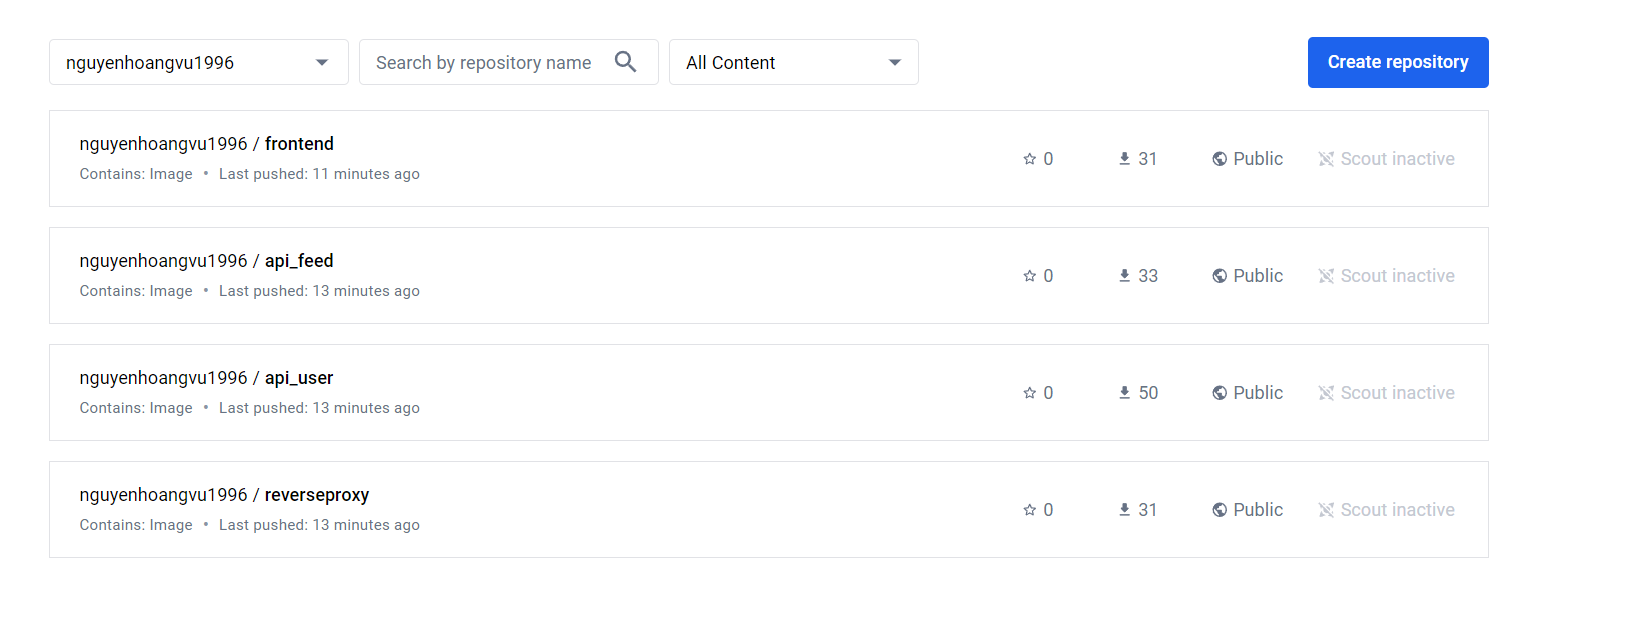 nguyenhoangvu1996 Search by repository name All Content Create repository
nguyenhoangvu1996 / frontend
Contains: Image • Last pushed: 11 minutes ago
0 31 Public Scout inactive
nguyenhoangvu1996 / api_feed
Contains: Image • Last pushed: 13 minutes ago
0 33 Public Scout inactive
nguyenhoangvu1996 / api_user
Contains: Image • Last pushed: 13 minutes ago
0 50 Public Scout inactive
nguyenhoangvu1996 / reverseproxy
Contains: Image • Last pushed: 13 minutes ago
0 31 Public Scout inactive